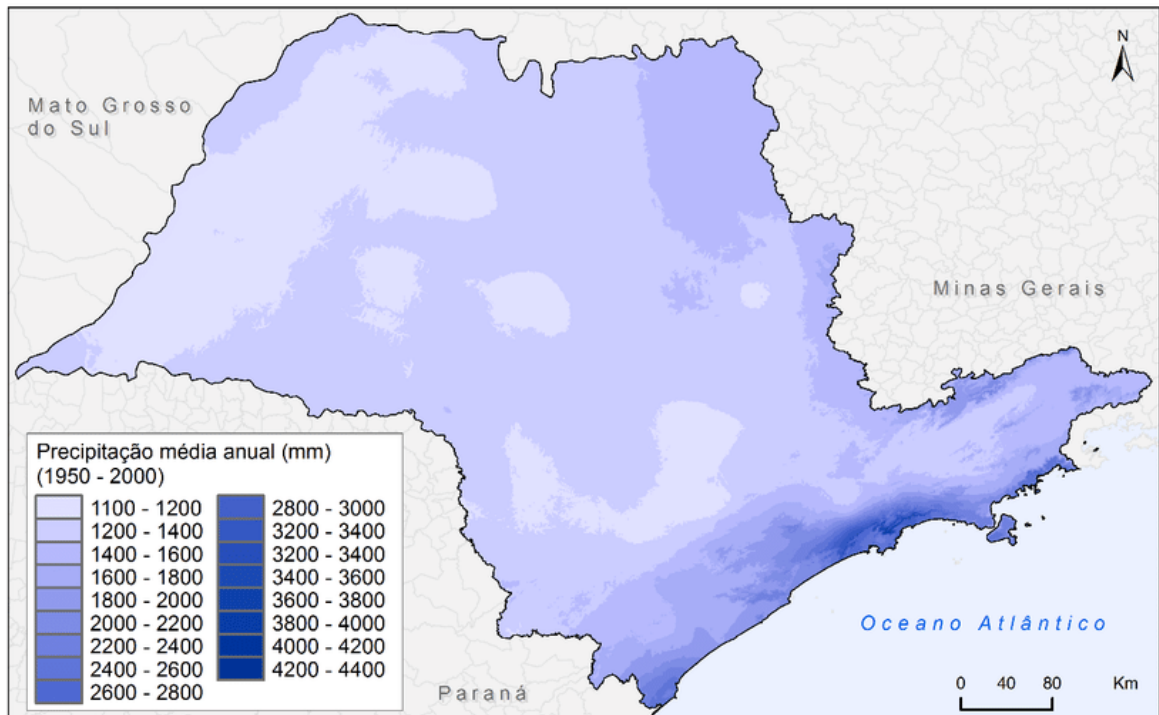 N
Mato Grosso
do Sul
Minas Gerais
Precipitação média anual (mm)
(1950 - 2000)
1100 - 1200
1200 - 1400
1400 - 1600
1600 - 1800
1800 - 2000
2000 - 2200
2200 - 2400
2400 - 2600
2600 - 2800
2800 - 3000
3200 - 3400
3200 - 3400
3400 - 3600
3600 - 3800
3800 - 4000
4000 - 4200
4200 - 4400
Oceano Atlântico
Paraná
0 40 80 Km